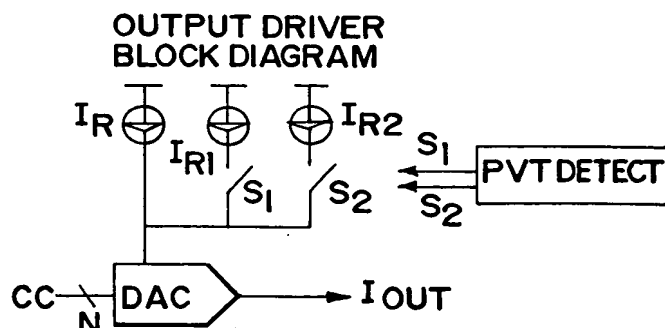 OUTPUT DRIVER
BLOCK DIAGRAM
IR
IR1
IR2
S1
S2
S1
S2
PVT DETECT
CC
N
DAC
IOUT